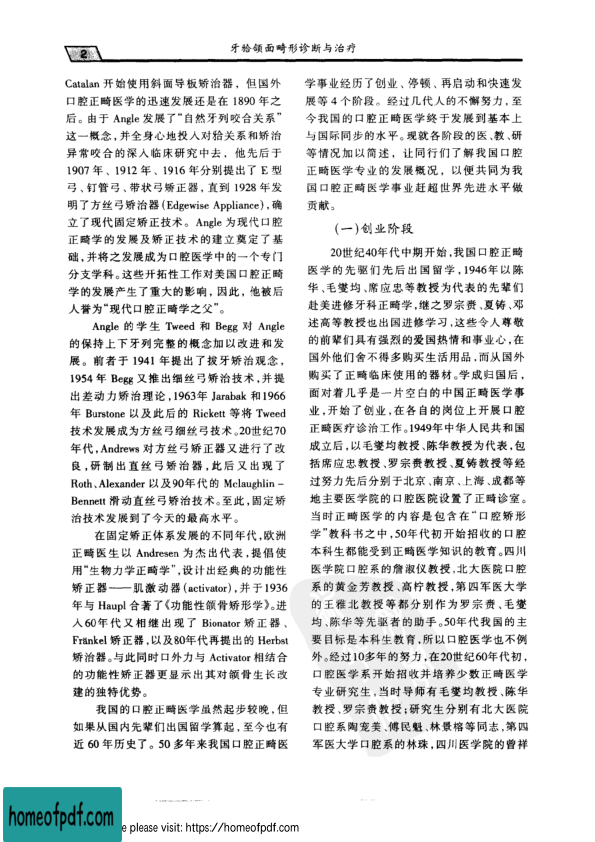 2
牙𬌗颌面畸形诊断与治疗
Catalan 开始使用斜面导板矫治器，但国外
口腔正畸医学的迅速发展还是在 1890 年之
后。由于 Angle 发展了“自然牙列咬合关系”
这一概念，并全身心地投入对𬌗关系和矫治
异常咬合的深入临床研究中去，他先后于
1907 年、1912 年、1916 年分别提出了 E 型
弓、钉管弓、带状弓矫正器，直到 1928 年发
明了方丝弓矫治器（Edgewise Appliance），确
立了现代固定矫正技术。Angle 为现代口腔
正畸学的发展及矫正技术的建立奠定了基
础，并将之发展成为口腔医学中的一个专门
分支学科。这些开拓性工作对美国口腔正畸
学的发展产生了重大的影响，因此，他被后
人誉为“现代口腔正畸学之父”。
Angle 的学生 Tweed 和 Begg 对 Angle
的保持上下牙列完整的概念加以改进和发
展。前者于 1941 年提出了拔牙矫治观念，
1954 年 Begg 又推出细丝弓矫治技术，并提
出差动力矫治理论，1963年 Jarabak 和1966
年 Burstone 以及此后的 Rickett 等将 Tweed
技术发展成为方丝弓细丝弓技术。20世纪70
年代，Andrews 对方丝弓矫正器又进行了改
良，研制出直丝弓矫治器，此后又出现了
Roth、Alexander 以及90年代的 Mclaughlin－
Bennett 滑动直丝弓矫治技术。至此，固定矫
治技术发展到了今天的最高水平。
在固定矫正体系发展的不同年代，欧洲
正畸医生以 Andresen 为杰出代表，提倡使
用“生物力学正畸学”，设计出经典的功能性
矫正器——肌激动器(activator)，并于1936
年与 Haupl 合著了《功能性颌骨矫形学》。进
入60年代又相继出现了 Bionator 矫正器、
Fränkel 矫正器，以及80年代再提出的 Herbst
矫治器。与此同时口外力与 Activator 相结合
的功能性矫正器更显示出其对颌骨生长改
建的独特优势。
我国的口腔正畸医学虽然起步较晚，但
如果从国内先辈们出国留学算起，至今也有
近 60 年历史了。50 多年来我国口腔正畸医
学事业经历了创业、停顿、再启动和快速发
展等 4 个阶段。经过几代人的不懈努力，至
今我国的口腔正畸医学发展到基本上
与国际同步的水平。现就各阶段的医、教、研
等情况加以简述，让同行们了解我国口腔
正畸医学专业的发展概况，以便共同为我
国口腔正畸医学事业赶超世界先进水平做
贡献。
（一）创业阶段
20世纪40年代中期开始，我国口腔正畸
医学的先驱们先后出国留学，1946年以陈
华、毛燮均、席应忠等教授为代表的先辈们
赴美进修牙科正畸学，继之罗宗赉、夏铸、邓
述高等教授也出国进修学习，这些令人尊敬
的前辈们具有强烈的爱国热情和事业心，在
国外他们舍不得多购买生活用品，而从国外
购买了正畸临床使用的器材。学成归国后，
面对着几乎是一片空白的中国正畸医学事
业，开始了创业，在各自的岗位上开展口腔
正畸医疗诊治工作。1949年中华人民共和国
成立后，以毛燮均教授、陈华教授为代表，包
括席应忠教授、罗宗赉教授、夏铸教授等经
过努力先后分别于北京、南京、上海、成都等
地主要医学院的口腔医院设置了正畸诊室。
当时正畸医学的内容是包含在“口腔矫形
学”教科书之中，50年代初开始招收的口腔
本科生都能受到正畸医学知识的教育。四川
医学院口腔系的詹淑仪教授、北大医院口腔
系的黄金芳教授、高柠教授，第四军医大学
的王雅北教授等都分别作为罗宗赉、毛燮
均、陈华等先驱者的助手。50年代我国的主
要目标是本科生教育，所以口腔医学也不例
外。经过10多年的努力，在20世纪60年代初，
口腔医学系开始招收并培养少数正畸医学
专业研究生，当时导师有毛燮均教授、陈华
教授、罗宗赉教授；研究生分别有北大医院
口腔系陶宠美、傅民魁、林景榕等同志，第四
军医大学口腔系的林珠，四川医学院的曾祥
homeofpdf.com
e please visit: https://homeofpdf.com